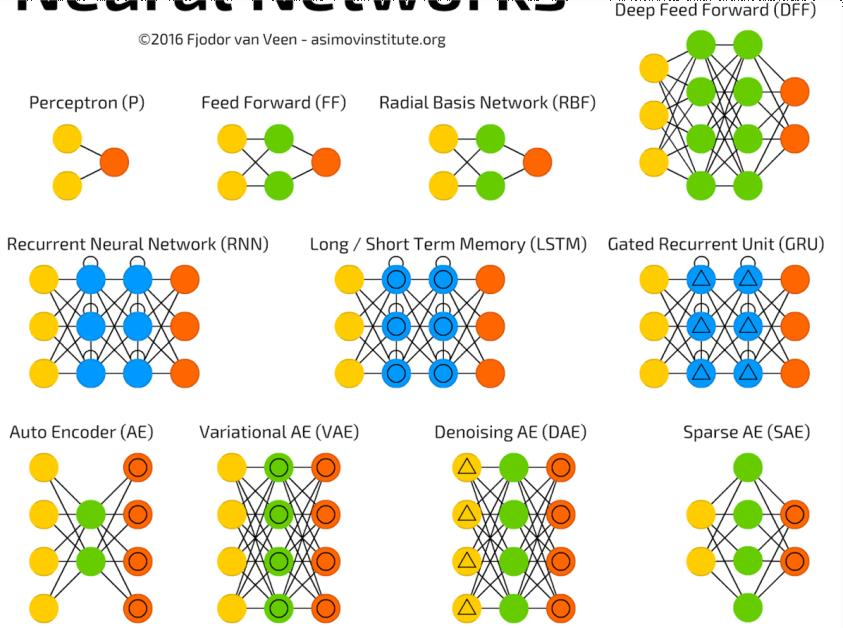 Neural Networks
©2016 Fjodor van Veen - asimovinstitute.org
Deep Feed Forward (DFF)
Perceptron (P)
Feed Forward (FF)
Radial Basis Network (RBF)
Recurrent Neural Network (RNN)
Long / Short Term Memory (LSTM)
Gated Recurrent Unit (GRU)
Auto Encoder (AE)
Variational AE (VAE)
Denoising AE (DAE)
Sparse AE (SAE)